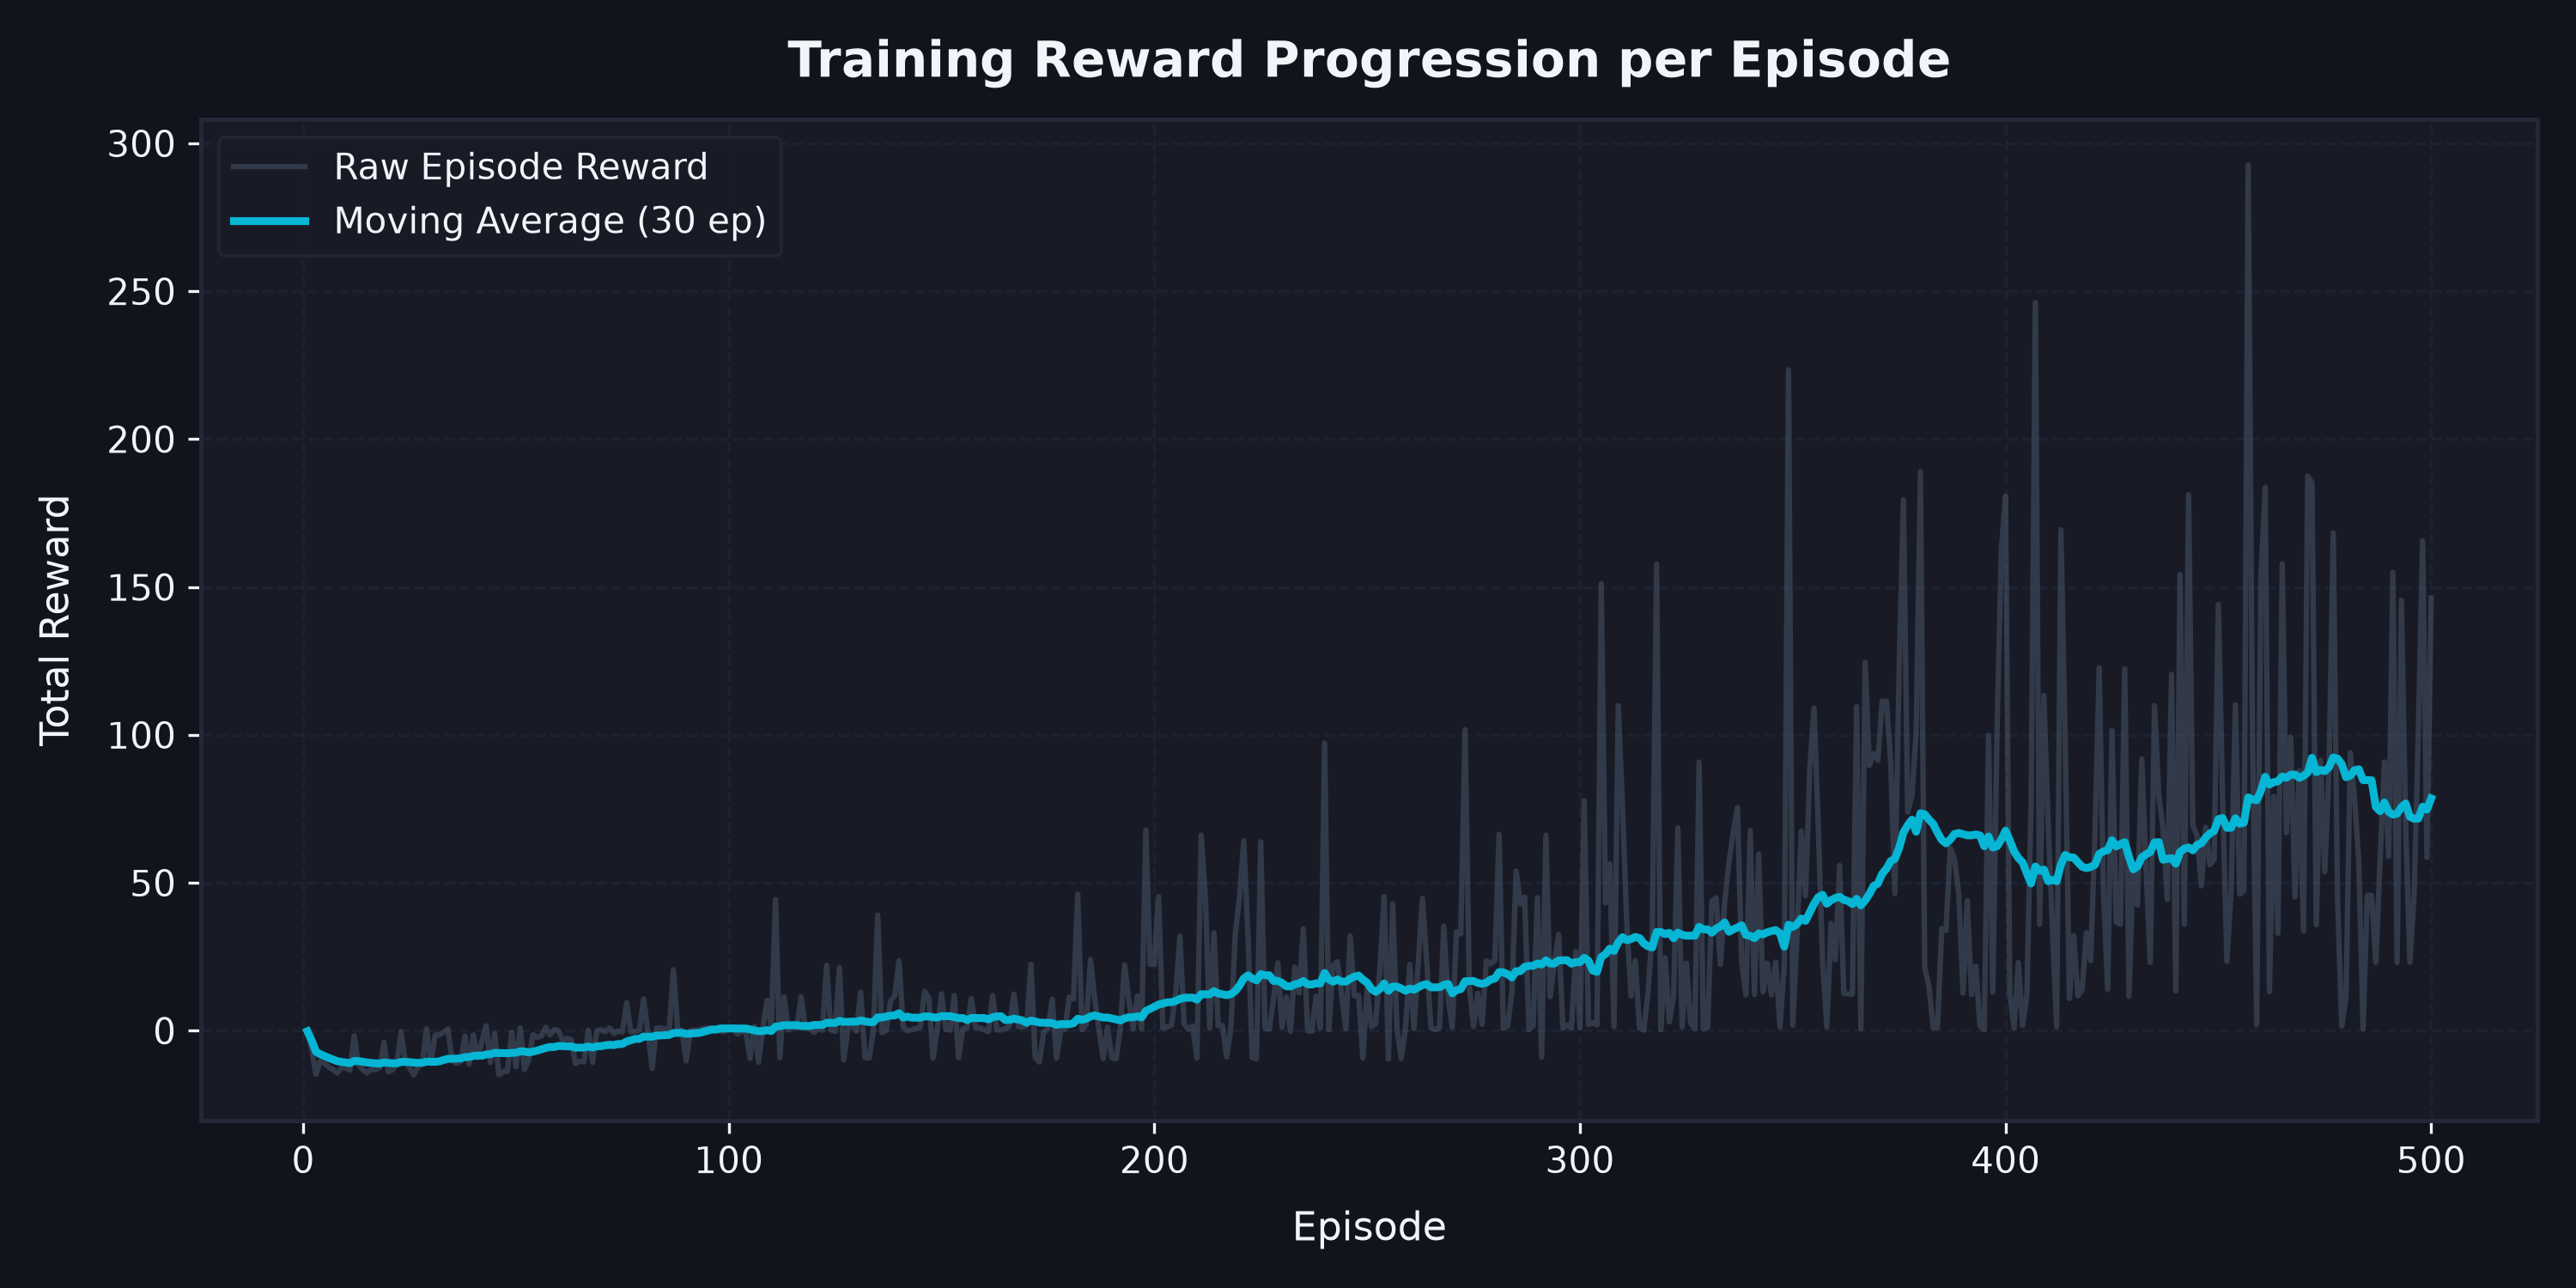 Training Reward Progression per Episode
Raw Episode Reward
Moving Average (30 ep)
300
250
200
150
100
50
0
Total Reward
0 100 200 300 400 500
Episode